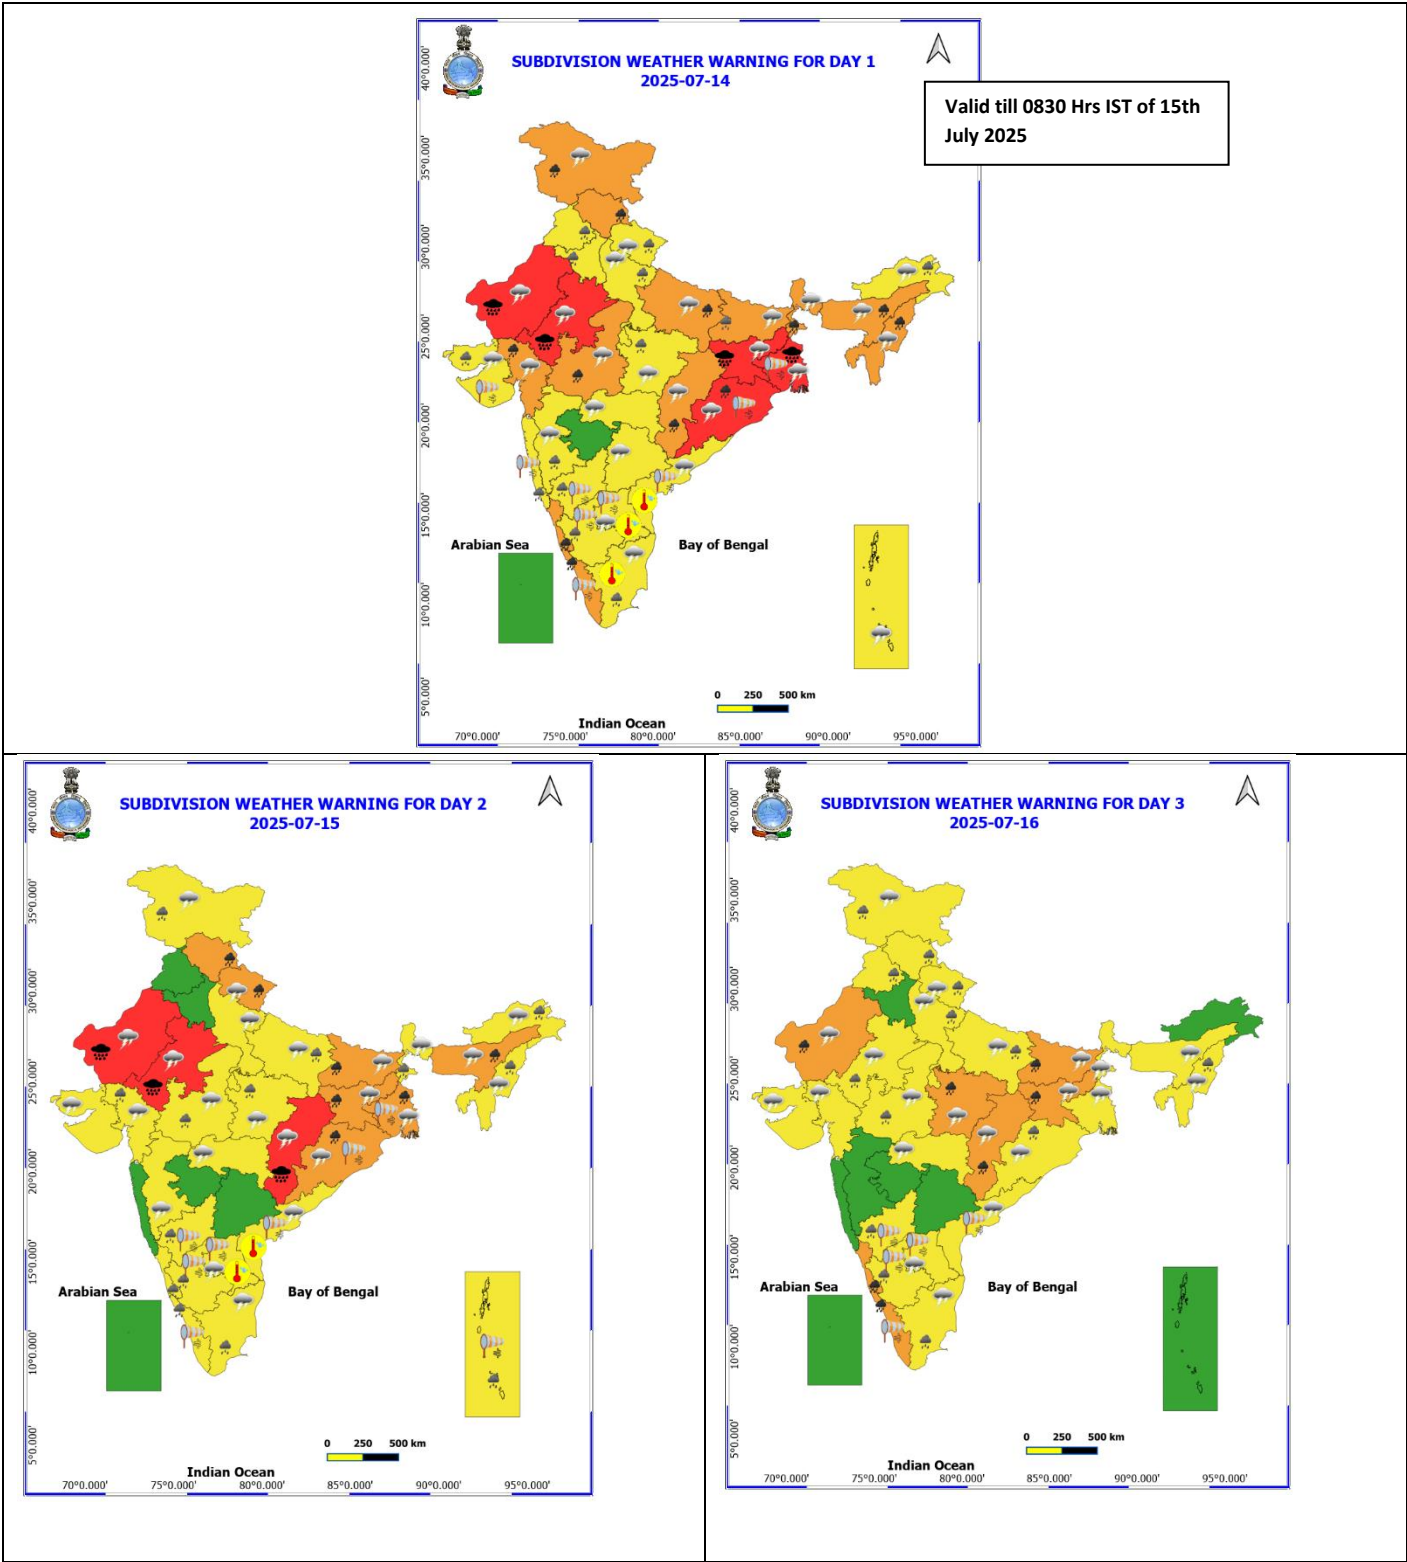 SUBDIVISION WEATHER WARNING FOR DAY 1
2025-07-14
Valid till 0830 Hrs IST of 15th
July 2025
40°0.000'
35°0.000'
30°0.000'
25°0.000'
20°0.000'
15°0.000'
10°0.000'
5°0.000'
Arabian Sea
Bay of Bengal
0 250 500 km
Indian Ocean
70°0.000' 75°0.000' 80°0.000' 85°0.000' 90°0.000' 95°0.000'
SUBDIVISION WEATHER WARNING FOR DAY 2
2025-07-15
40°0.000'
35°0.000'
30°0.000'
25°0.000'
20°0.000'
15°0.000'
10°0.000'
5°0.000'
Arabian Sea
Bay of Bengal
0 250 500 km
Indian Ocean
70°0.000' 75°0.000' 80°0.000' 85°0.000' 90°0.000' 95°0.000'
SUBDIVISION WEATHER WARNING FOR DAY 3
2025-07-16
40°0.000'
35°0.000'
30°0.000'
25°0.000'
20°0.000'
15°0.000'
10°0.000'
5°0.000'
Arabian Sea
Bay of Bengal
0 250 500 km
Indian Ocean
70°0.000' 75°0.000' 80°0.000' 85°0.000' 90°0.000' 95°0.000'